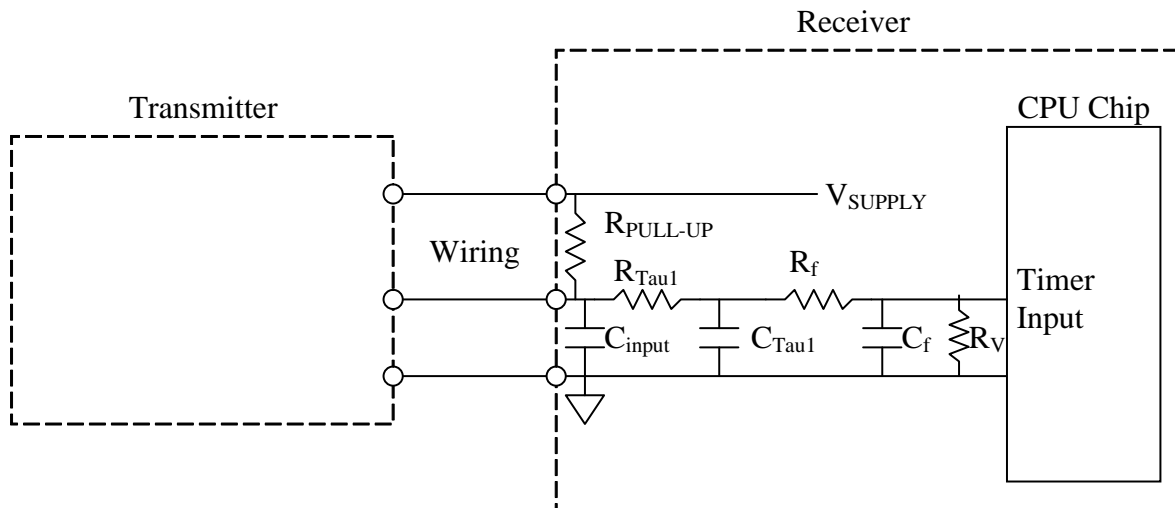 Receiver
Transmitter
CPU Chip
V_SUPPLY
R_PULL-UP
Wiring
R_Tau1
R_f
Timer
Input
C_input
C_Tau1
C_f
R_V